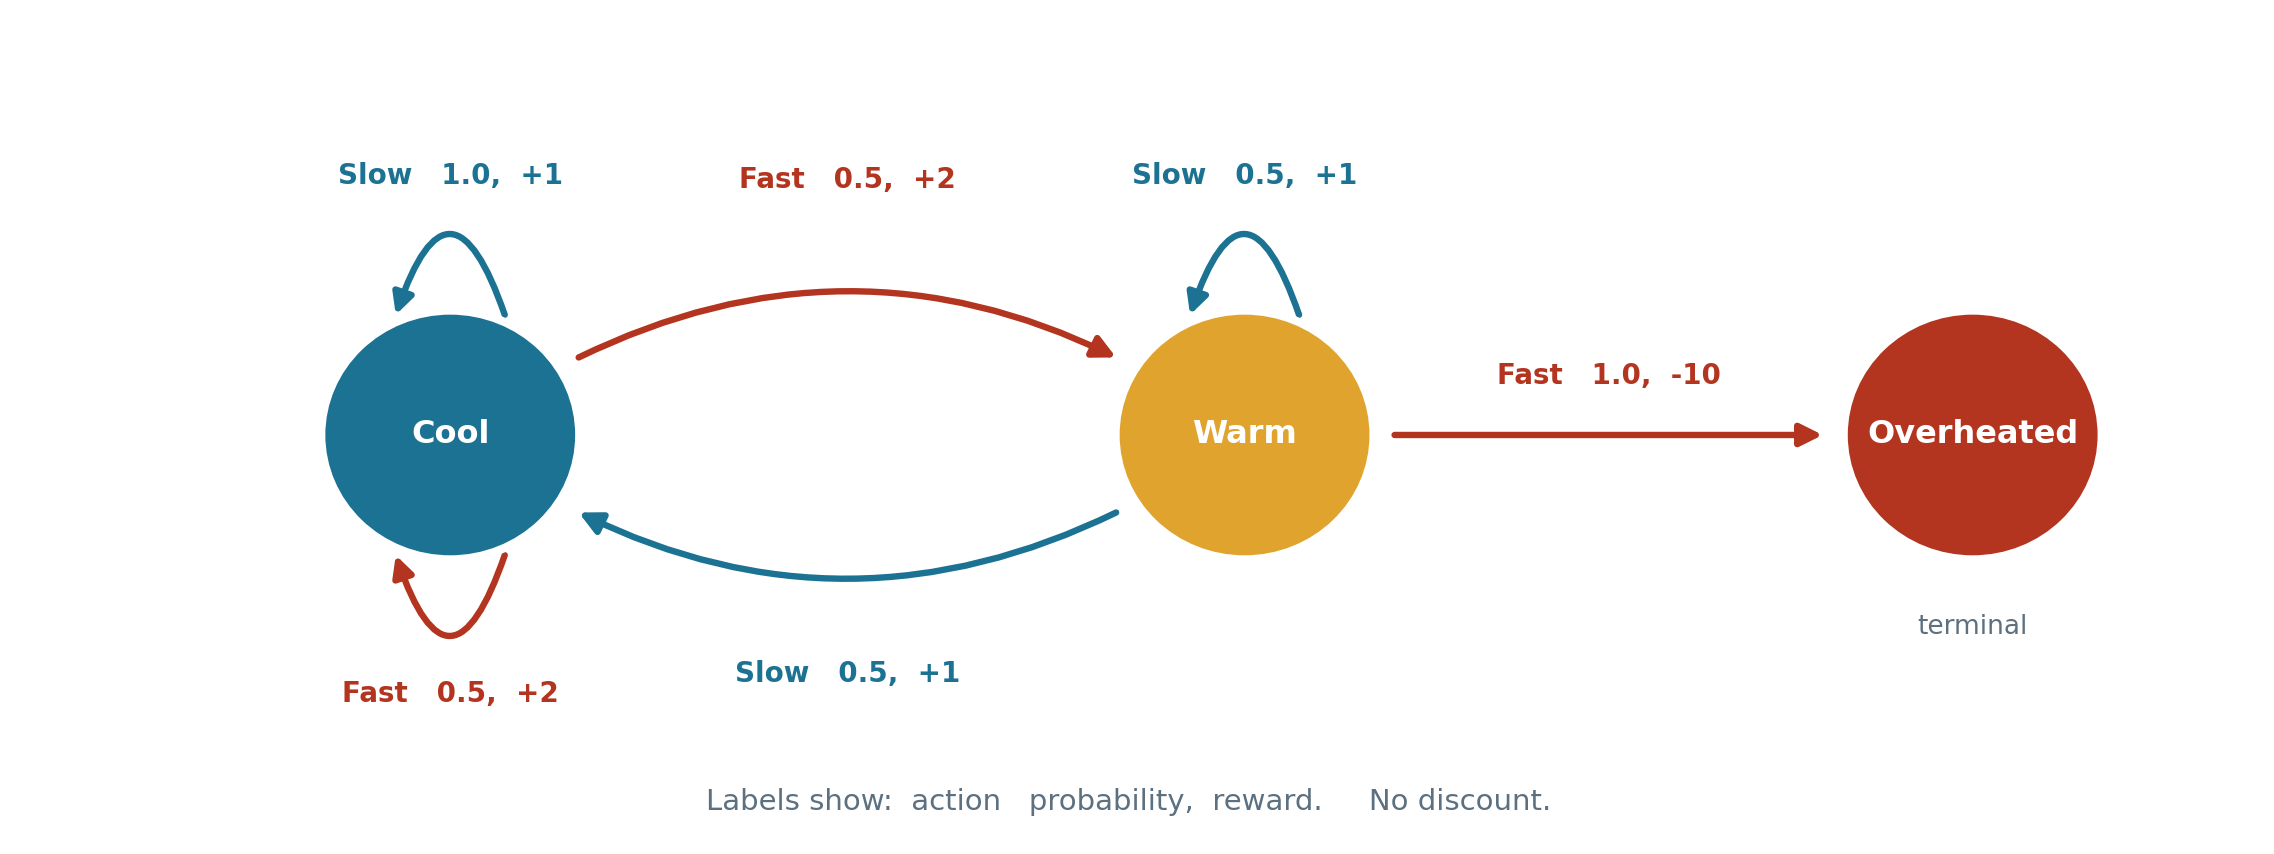 Slow 1.0, +1
Fast 0.5, +2
Slow 0.5, +1
Fast 1.0, -10
Cool
Warm
Overheated
terminal
Slow 0.5, +1
Fast 0.5, +2
Labels show: action probability, reward. No discount.